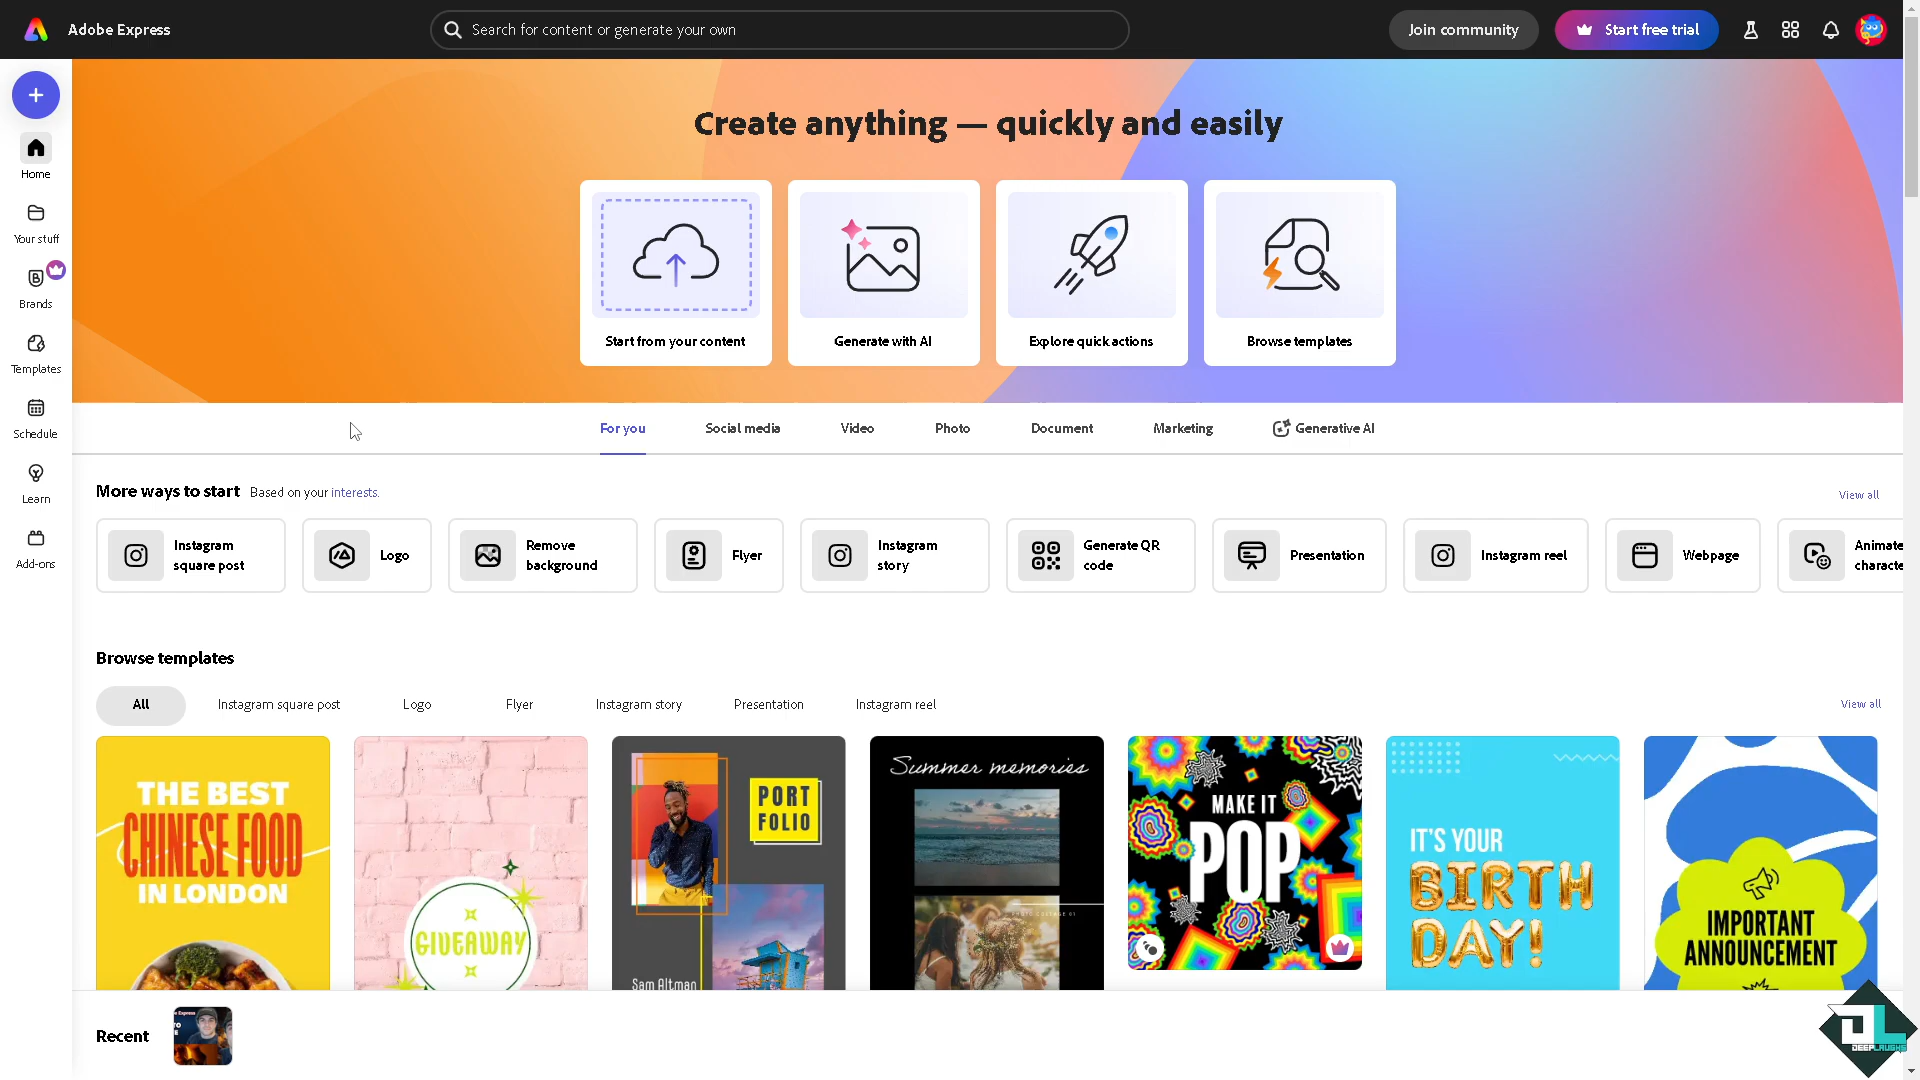 Adobe Express
Search for content or generate your own
Join community
Start free trial
Home
Your stuff
Brands
Templates
Schedule
Learn
Add-ons
Create anything — quickly and easily
Start from your content
Generate with AI
Explore quick actions
Browse templates
For you
Social media
Video
Photo
Document
Marketing
Generative AI
More ways to start
Based on your interests.
View all
Instagram
square post
Logo
Remove
background
Flyer
Instagram
story
Generate QR
code
Presentation
Instagram reel
Webpage
Animate
characte
Browse templates
All
Instagram square post
Logo
Flyer
Instagram story
Presentation
Instagram reel
View all
THE BEST
CHINESE FOOD
IN LONDON
GIVEAWAY
PORT
FOLIO
Sam Altman
Summer memories
MAKE IT
POP
IT'S YOUR
BIRTH
DAY!
IMPORTANT
ANNOUNCEMENT
Recent
DEEPLAUGHS